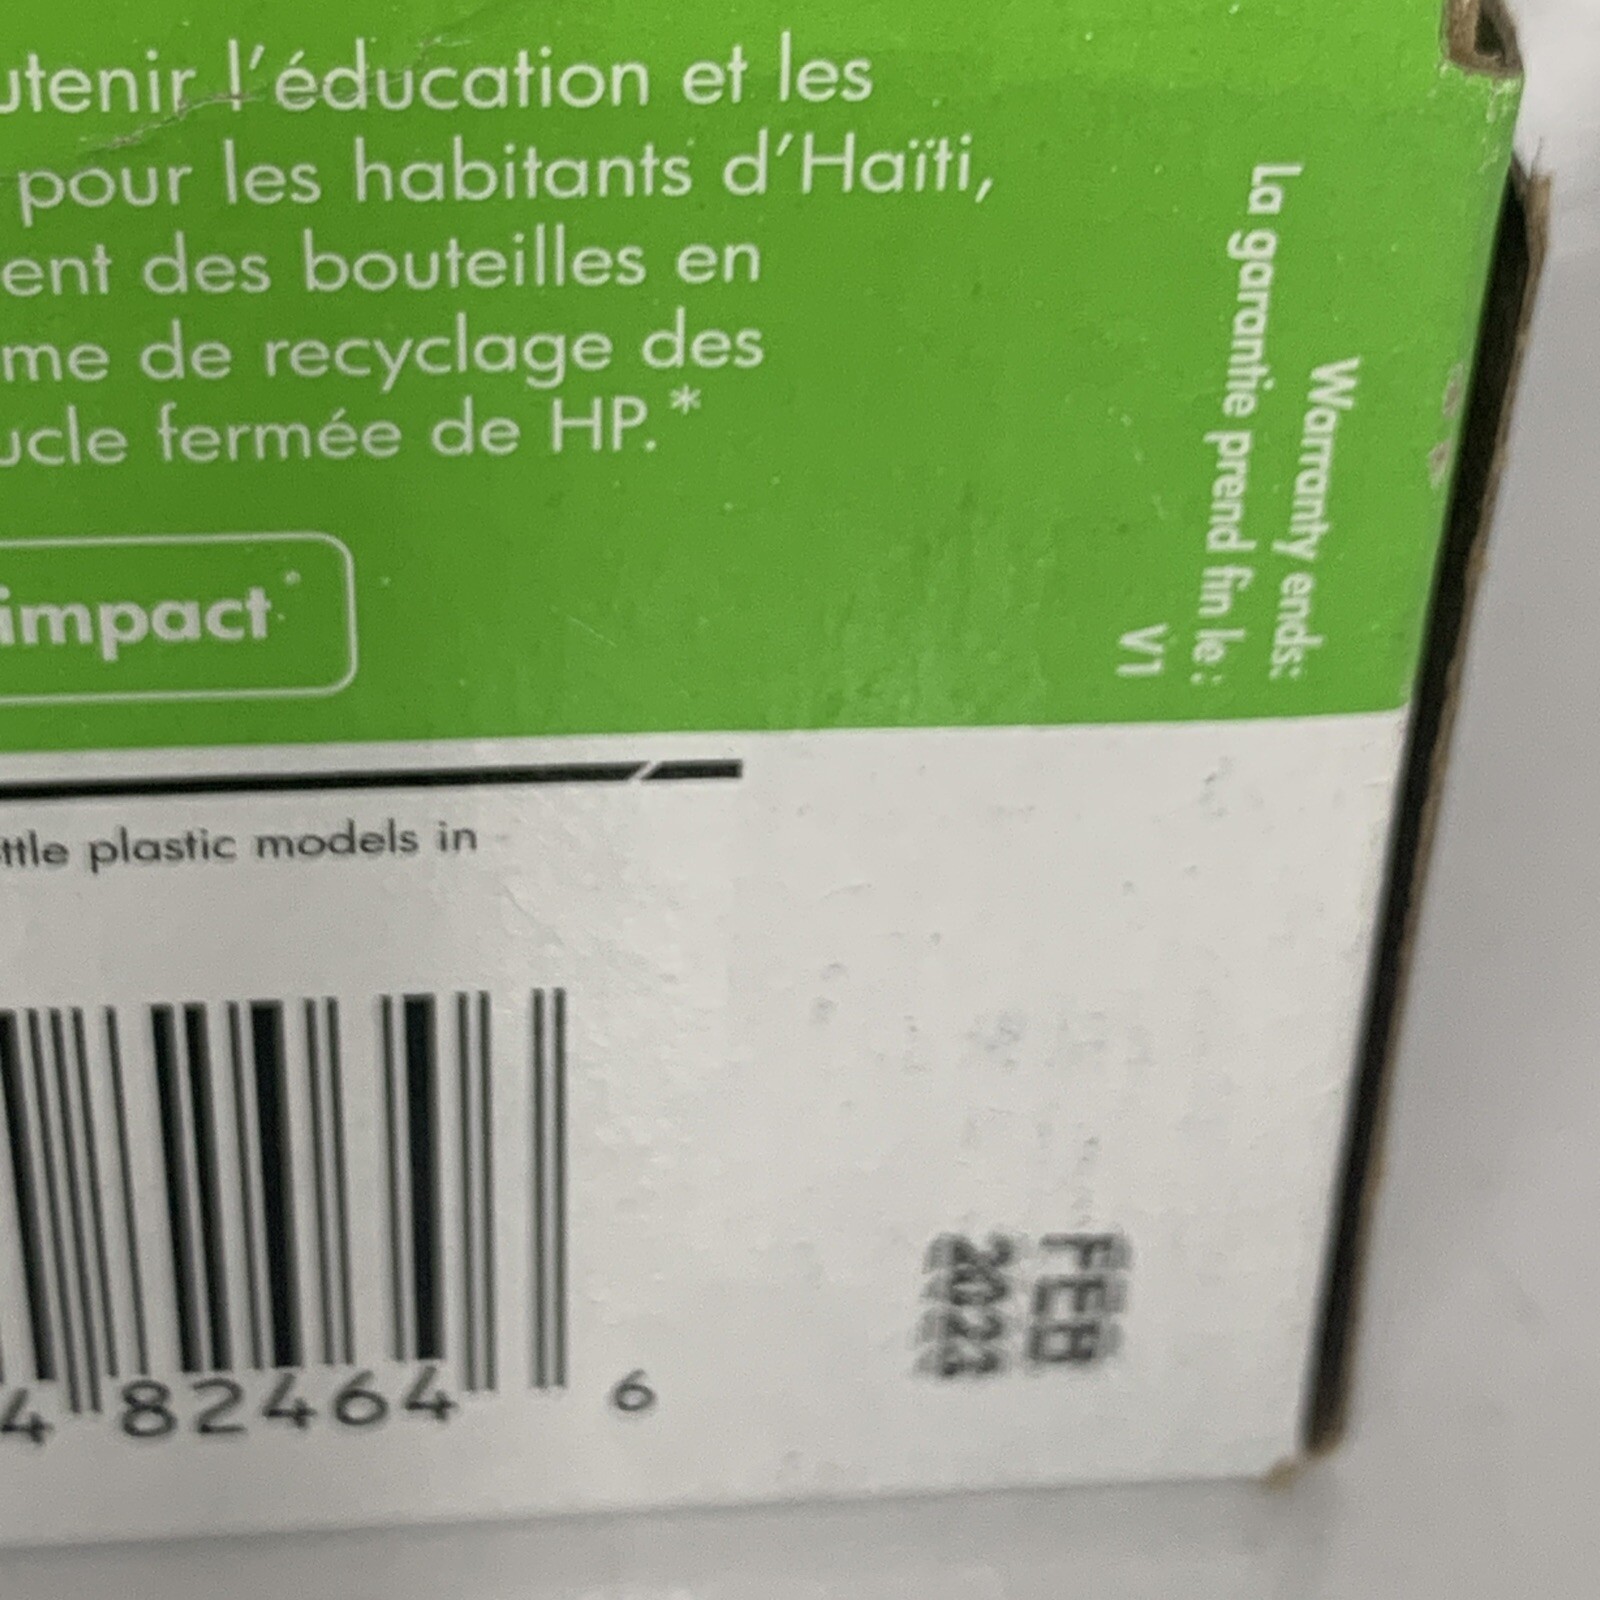 utenir l'éducation et les
pour les habitants d'Haïti,
ent des bouteilles en
me de recyclage des
ucle fermée de HP.*
impact
Warranty ends:
La garantie prend fin le :
V1
ttle plastic models in
4 82464 6
FEB